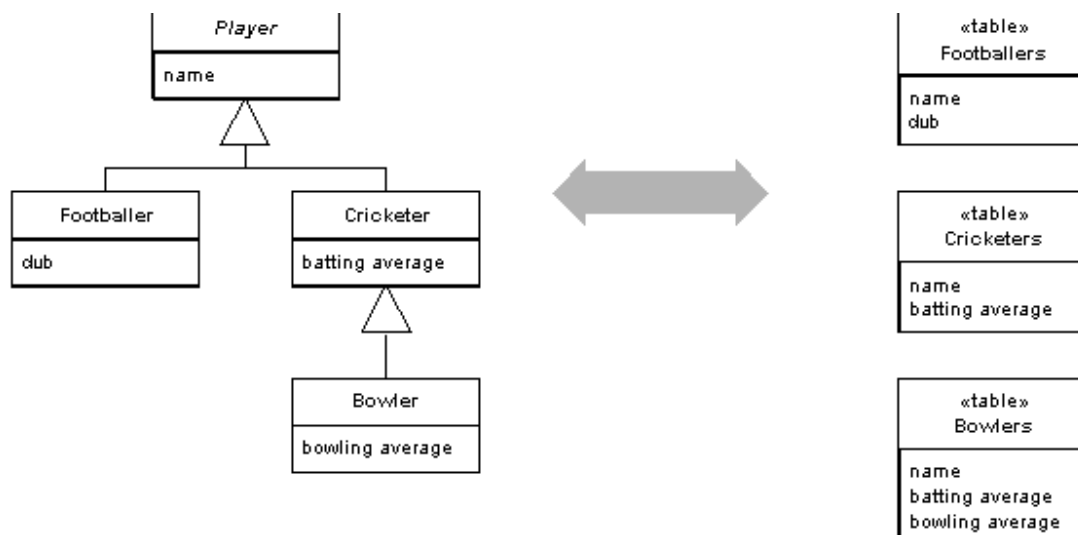 Player
name
Footballer
club
Cricketer
batting average
Bowler
bowling average
«table»
Footballers
name
club
«table»
Cricketers
name
batting average
«table»
Bowlers
name
batting average
bowling average